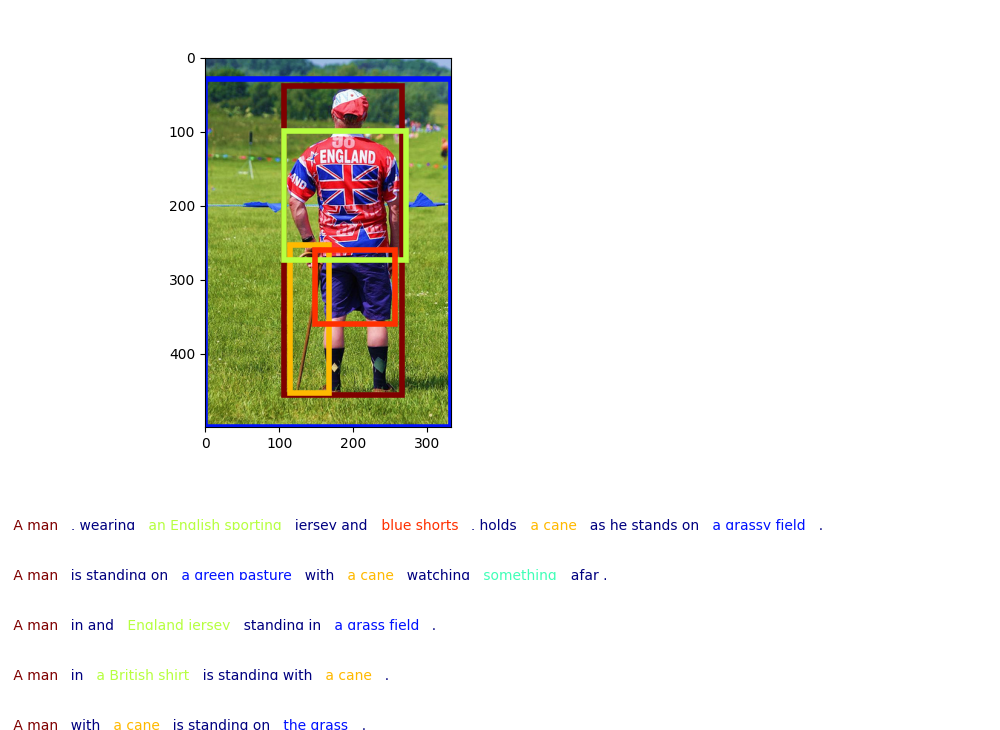 0
100
200
300
400
0 100 200 300
98
ENGLAND
AND
A man , wearing an English sporting jersey and blue shorts , holds a cane as he stands on a grassy field .
A man is standing on a green pasture with a cane watching something afar .
A man in and England jersey standing in a grass field .
A man in a British shirt is standing with a cane .
A man with a cane is standing on the grass .